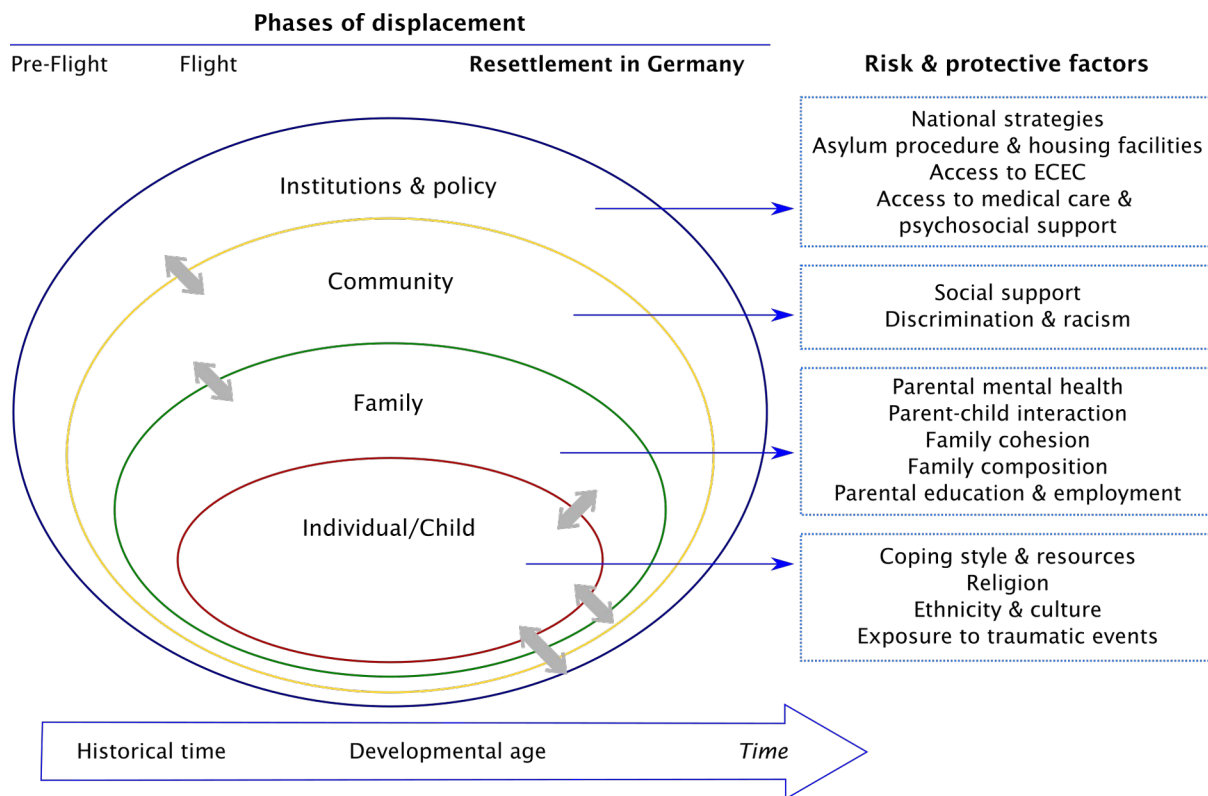 Phases of displacement
Pre-Flight
Flight
Resettlement in Germany
Risk & protective factors
Institutions & policy
National strategies
Asylum procedure & housing facilities
Access to ECEC
Access to medical care &
psychosocial support
Community
Social support
Discrimination & racism
Family
Parental mental health
Parent-child interaction
Family cohesion
Family composition
Parental education & employment
Individual/Child
Coping style & resources
Religion
Ethnicity & culture
Exposure to traumatic events
Historical time
Developmental age
Time